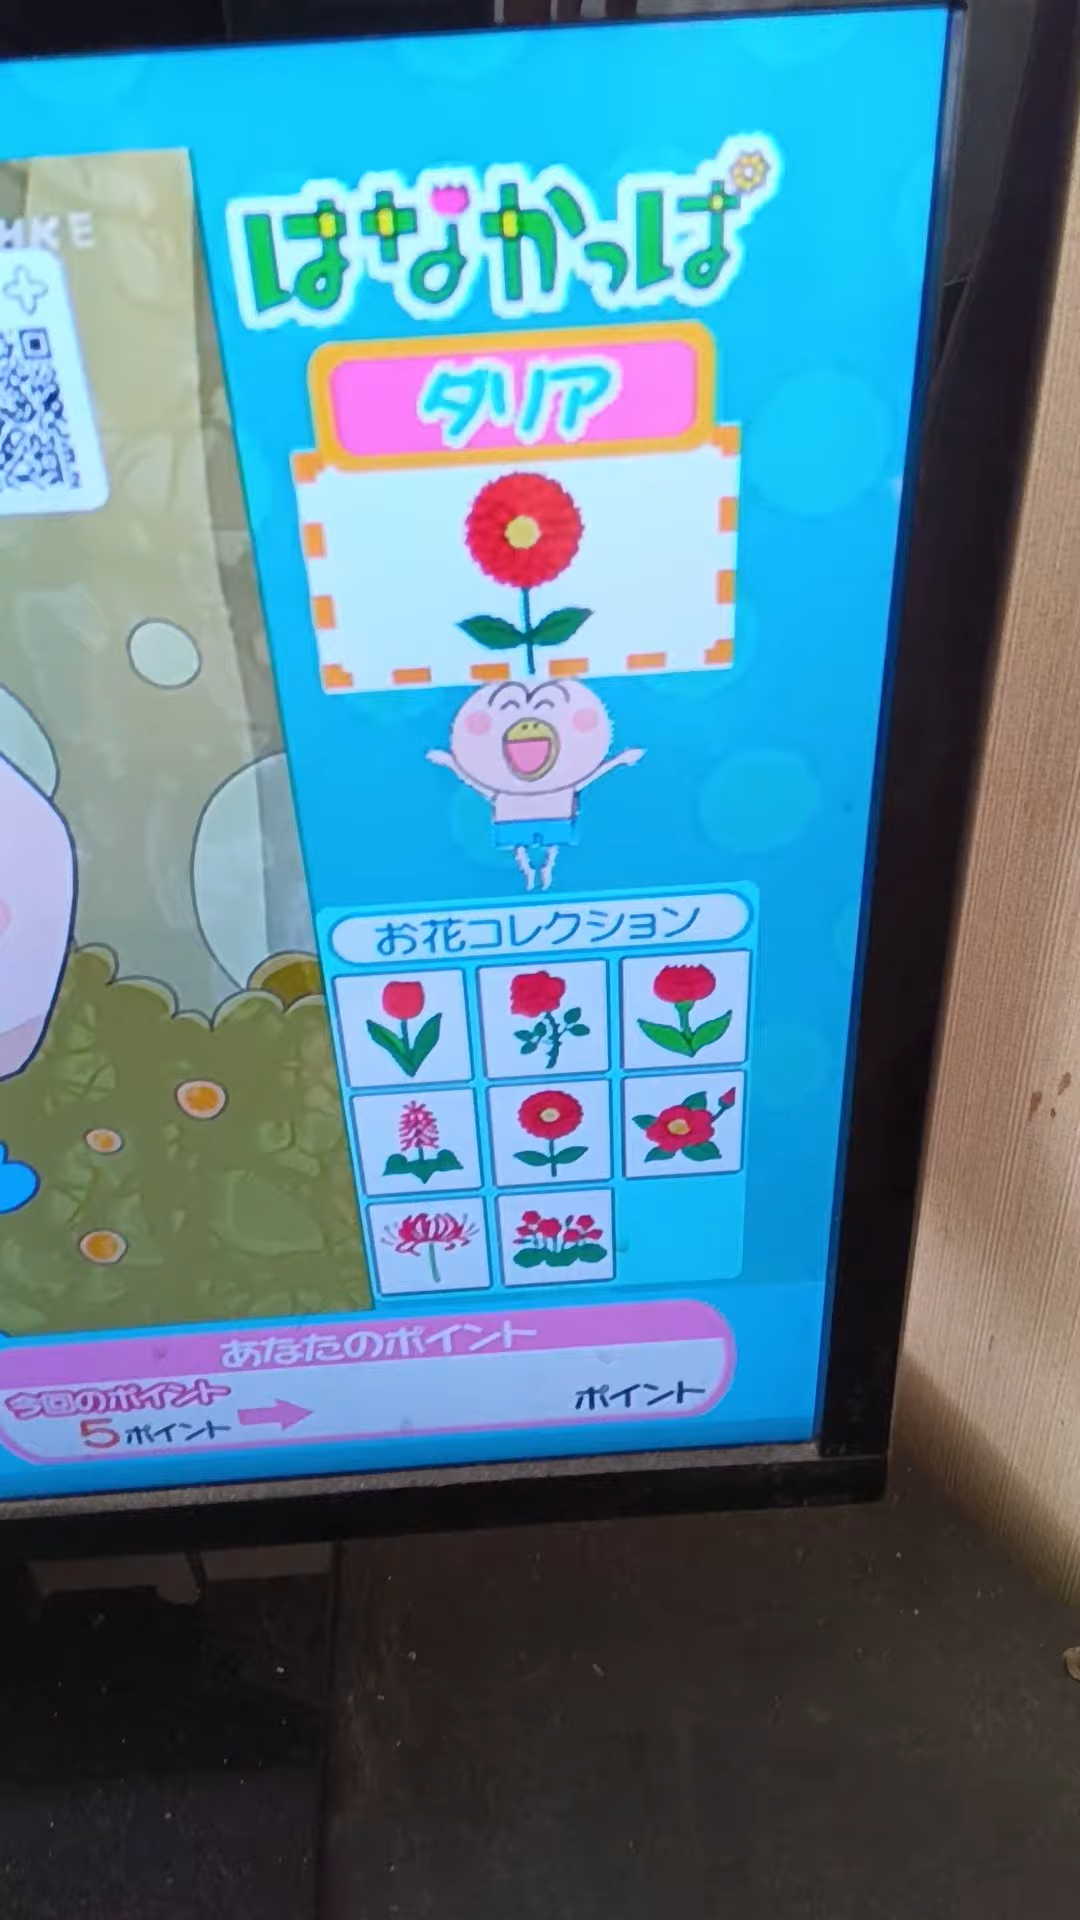 はなかっぱ
ダリア
お花コレクション
あなたのポイント
今回のポイント
5ポイント
ポイント